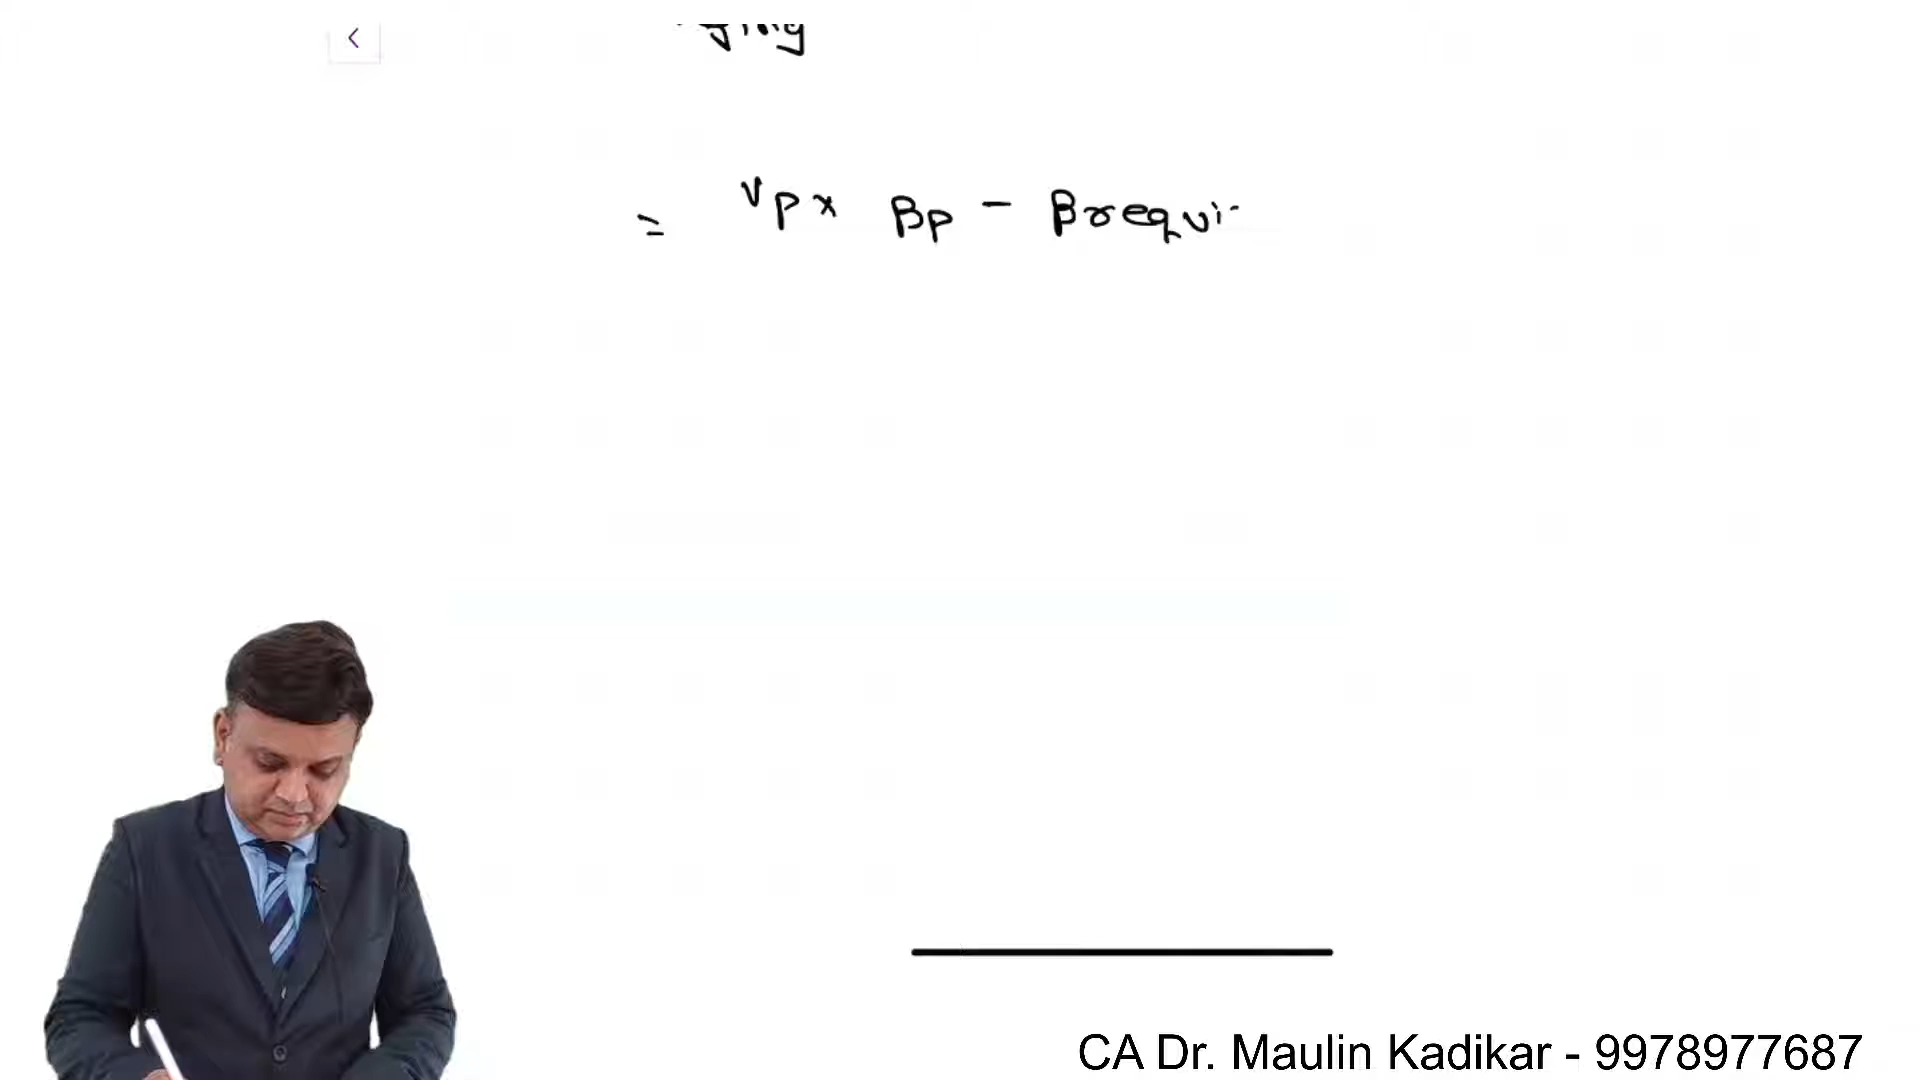 = VP x βP - βrequi
CA Dr. Maulin Kadikar - 9978977687